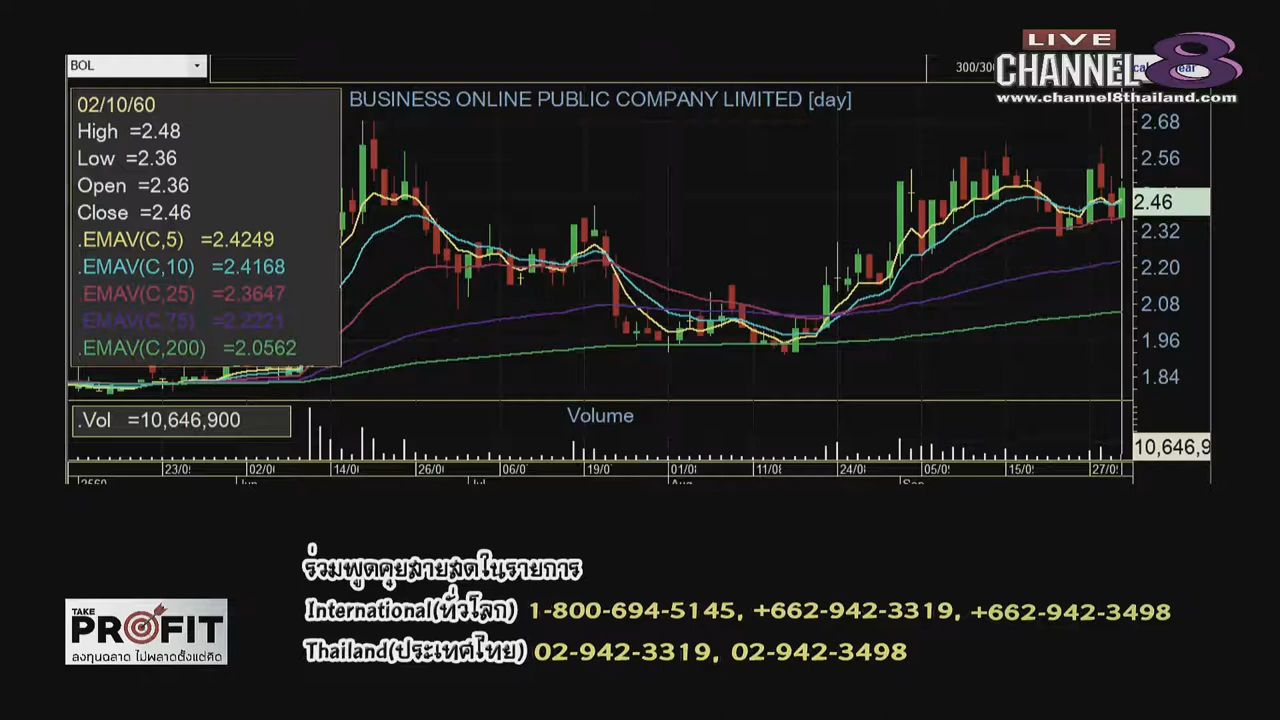 LIVE
CHANNEL 8
www.channel8thailand.com
BOL
BUSINESS ONLINE PUBLIC COMPANY LIMITED [day]
02/10/60
High =2.48
Low =2.36
Open =2.36
Close =2.46
.EMAV(C,5) =2.4249
.EMAV(C,10) =2.4168
.EMAV(C,25) =2.3647
.EMAV(C,75) =2.2221
.EMAV(C,200) =2.0562
2.68
2.56
2.46
2.32
2.20
2.08
1.96
1.84
.Vol =10,646,900
Volume
10,646,9
23/0 02/0 14/0 26/0 06/ 19/ 01/0 11/0 24/0 05/ 15/ 27/0
ร่วมพูดคุยสายสดในรายการ
International(ทั่วโลก) 1-800-694-5145, +662-942-3319, +662-942-3498
Thailand(ประเทศไทย) 02-942-3319, 02-942-3498
TAKE
PROFIT
ลงทุนฉลาด ไม่พลาดตั้งแต่คิด